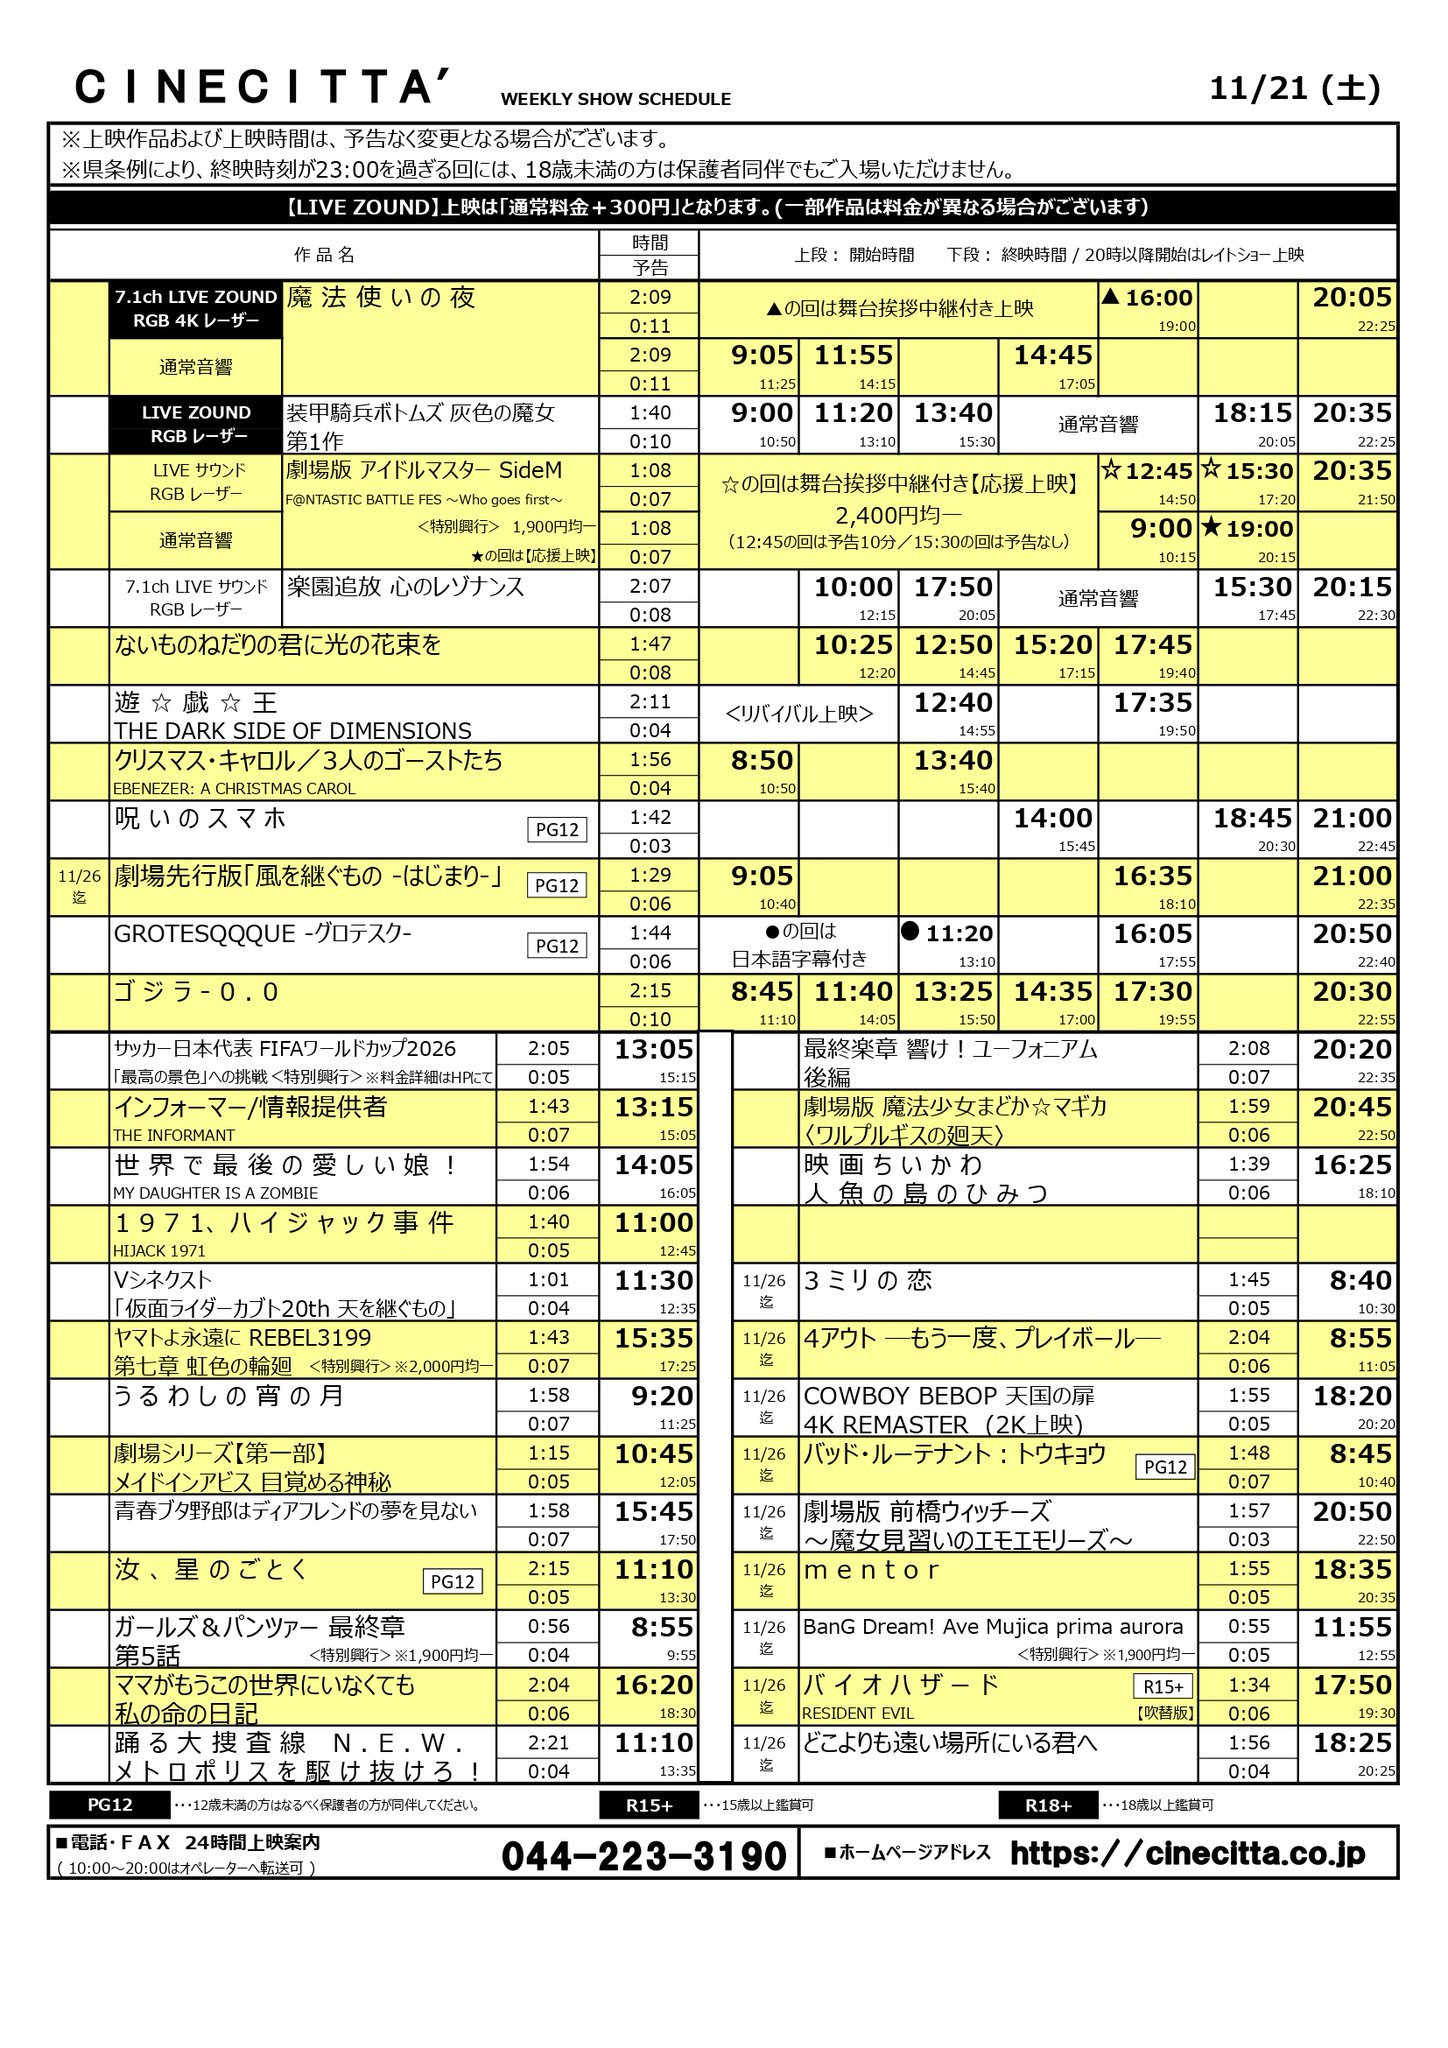 CINECITTA'
WEEKLY SHOW SCHEDULE
11/21 (土)
※上映作品および上映時間は、予告なく変更となる場合がございます。
※県条例により、終映時刻が23:00を過ぎる回には、18歳未満の方は保護者同伴でもご入場いただけません。
【LIVE ZOUND】上映は「通常料金＋300円」となります。(一部作品は料金が異なる場合がございます)
作 品 名
時間
予告
上段： 開始時間 下段： 終映時間 / 20時以降開始はレイトショー上映
7.1ch LIVE ZOUND
RGB 4K レーザー
魔 法 使 い の 夜
2:09
0:11
▲の回は舞台挨拶中継付き上映
▲16:00
19:00
20:05
22:25
通常音響
2:09
0:11
9:05
11:25
11:55
14:15
14:45
17:05
LIVE ZOUND
RGB レーザー
装甲騎兵ボトムズ 灰色の魔女
第1作
1:40
0:10
9:00
10:50
11:20
13:10
13:40
15:30
通常音響
18:15
20:05
20:35
22:25
LIVE サウンド
RGB レーザー
劇場版 アイドルマスター SideM
F@NTASTIC BATTLE FES ～Who goes first～
＜特別興行＞ 1,900円均一
★の回は【応援上映】
1:08
0:07
☆の回は舞台挨拶中継付き【応援上映】
2,400円均一
（12:45の回は予告10分／15:30の回は予告なし）
☆12:45
14:50
☆15:30
17:20
20:35
21:50
通常音響
1:08
0:07
9:00
10:15
★19:00
20:15
7.1ch LIVE サウンド
RGB レーザー
楽園追放 心のレゾナンス
2:07
0:08
10:00
12:15
17:50
20:05
通常音響
15:30
17:45
20:15
22:30
ないものねだりの君に光の花束を
1:47
0:08
10:25
12:20
12:50
14:45
15:20
17:15
17:45
19:40
遊 ☆ 戯 ☆ 王
THE DARK SIDE OF DIMENSIONS
2:11
0:04
＜リバイバル上映＞
12:40
14:55
17:35
19:50
クリスマス・キャロル／３人のゴーストたち
EBENEZER: A CHRISTMAS CAROL
1:56
0:04
8:50
10:50
13:40
15:40
呪 い の ス マ ホ
PG12
1:42
0:03
14:00
15:45
18:45
20:30
21:00
22:45
11/26
迄
劇場先行版「風を継ぐもの -はじまり-」
PG12
1:29
0:06
9:05
10:40
16:35
18:10
21:00
22:35
GROTESQQQUE -グロテスク-
PG12
1:44
0:06
●の回は
日本語字幕付き
●11:20
13:10
16:05
17:55
20:50
22:40
ゴ ジ ラ - ０ . ０
2:15
0:10
8:45
11:10
11:40
14:05
13:25
15:50
14:35
17:00
17:30
19:55
20:30
22:55
サッカー日本代表 FIFAワールドカップ2026
「最高の景色」への挑戦 ＜特別興行＞ ※料金詳細はHPにて
2:05
0:05
13:05
15:15
最終楽章 響け！ユーフォニアム
後編
2:08
0:07
20:20
22:35
インフォーマー/情報提供者
THE INFORMANT
1:43
0:07
13:15
15:05
劇場版 魔法少女まどか☆マギカ
〈ワルプルギスの廻天〉
1:59
0:06
20:45
22:50
世 界 で 最 後 の 愛 し い 娘 ！
MY DAUGHTER IS A ZOMBIE
1:54
0:06
14:05
16:05
映 画 ち い か わ
人 魚 の 島 の ひ み つ
1:39
0:06
16:25
18:10
１９７１、ハ イ ジ ャ ッ ク 事 件
HIJACK 1971
1:40
0:05
11:00
12:45
Vシネクスト
「仮面ライダーカブト20th 天を継ぐもの」
1:01
0:04
11:30
12:35
11/26
迄
３ ミ リ の 恋
1:45
0:05
8:40
10:30
ヤマトよ永遠に REBEL3199
第七章 虹色の輪廻 ＜特別興行＞ ※2,000円均一
1:43
0:07
15:35
17:25
11/26
迄
4アウト ―もう一度、プレイボール―
2:04
0:06
8:55
11:05
う る わ し の 宵 の 月
1:58
0:07
9:20
11:25
11/26
迄
COWBOY BEBOP 天国の扉
4K REMASTER （2K上映）
1:55
0:05
18:20
20:20
劇場シリーズ【第一部】
メイドインアビス 目覚める神秘
1:15
0:05
10:45
12:05
11/26
迄
バッド・ルーテナント：トウキョウ
PG12
1:48
0:07
8:45
10:40
青春ブタ野郎はディアフレンドの夢を見ない
1:58
0:07
15:45
17:50
11/26
迄
劇場版 前橋ウィッチーズ
～魔女見習いのエモエモリーズ～
1:57
0:03
20:50
22:50
汝 、 星 の ご と く
PG12
2:15
0:05
11:10
13:30
11/26
迄
m e n t o r
1:55
0:05
18:35
20:35
ガールズ＆パンツァー 最終章
第5話 ＜特別興行＞ ※1,900円均一
0:56
0:04
8:55
9:55
11/26
迄
BanG Dream! Ave Mujica prima aurora
＜特別興行＞ ※1,900円均一
0:55
0:05
11:55
12:55
ママがもうこの世界にいなくても
私の命の日記
2:04
0:06
16:20
18:30
11/26
迄
バ イ オ ハ ザ ー ド
R15+
RESIDENT EVIL
【吹替版】
1:34
0:06
17:50
19:30
踊 る 大 捜 査 線 Ｎ . Ｅ . Ｗ .
メ ト ロ ポ リ ス を 駆 け 抜 け ろ ！
2:21
0:04
11:10
13:35
11/26
迄
どこよりも遠い場所にいる君へ
1:56
0:04
18:25
20:25
PG12 ･･･12歳未満の方はなるべく保護者の方が同伴してください。
R15+ ･･･15歳以上鑑賞可
R18+ ･･･18歳以上鑑賞可
■電話・ＦＡＸ 24時間上映案内
( 10:00～20:00はオペレーターへ転送可 )
044-223-3190
■ホームページアドレス
https://cinecitta.co.jp